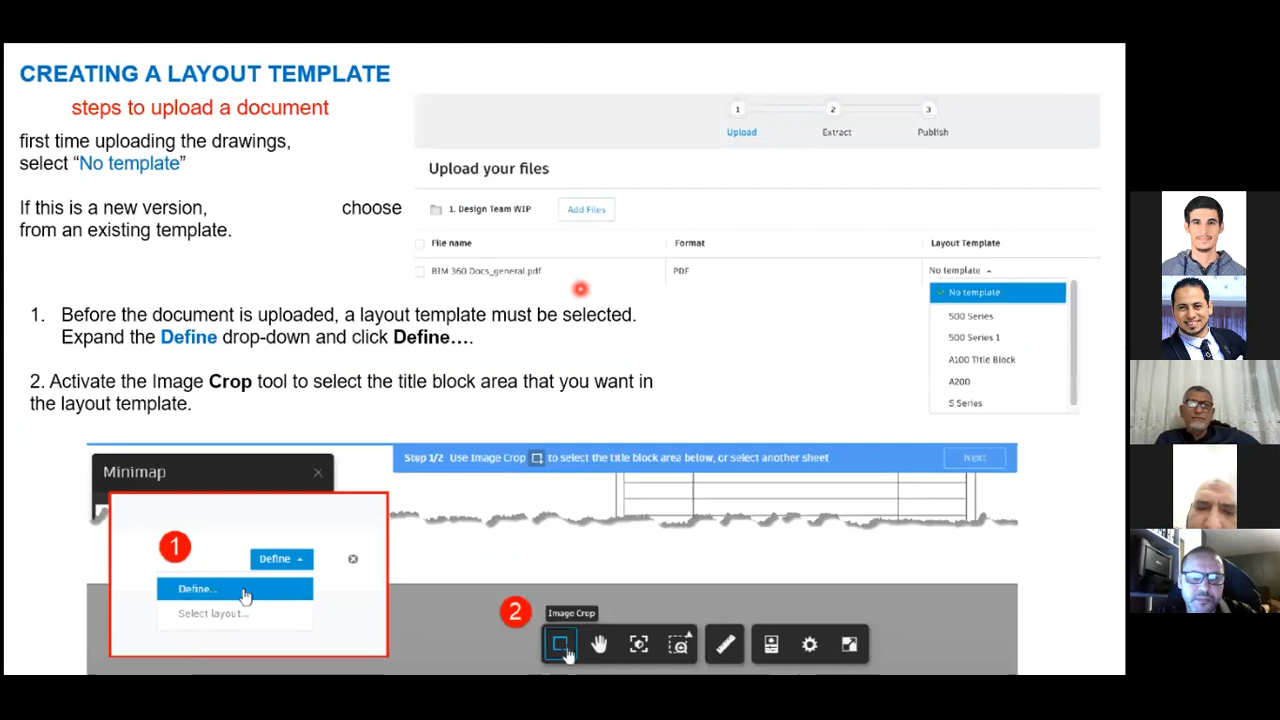 CREATING A LAYOUT TEMPLATE
steps to upload a document
first time uploading the drawings,
select “No template”
If this is a new version, choose
from an existing template.
1 2 3
Upload Extract Publish
Upload your files
1. Design Team WIP Add Files
File name Format Layout Template
BIM 360 Docs_general.pdf PDF No template
No template
500 Series
500 Series 1
A100 Title Block
A200
S Series
1. Before the document is uploaded, a layout template must be selected.
Expand the Define drop-down and click Define….
2. Activate the Image Crop tool to select the title block area that you want in
the layout template.
Minimap
Step 1/2 Use Image Crop to select the title block area below, or select another sheet Next
1
Define
Define...
Select layout...
2 Image Crop